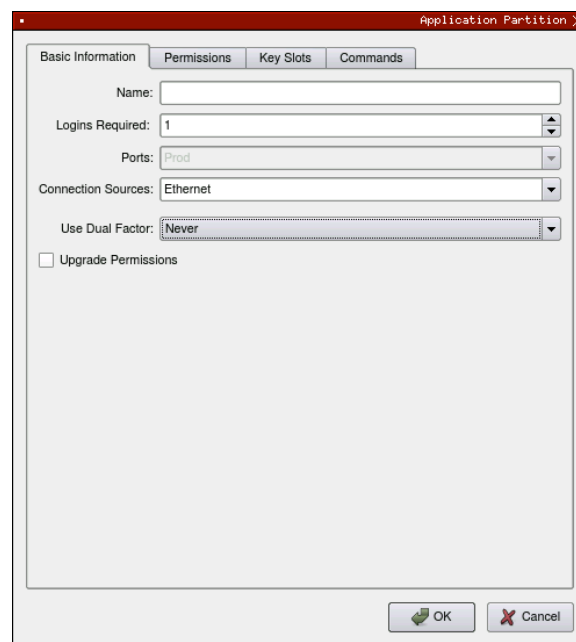 Application Partition
Basic Information Permissions Key Slots Commands
Name:
Logins Required: 1
Ports: Prod
Connection Sources: Ethernet
Use Dual Factor: Never
Upgrade Permissions
OK Cancel